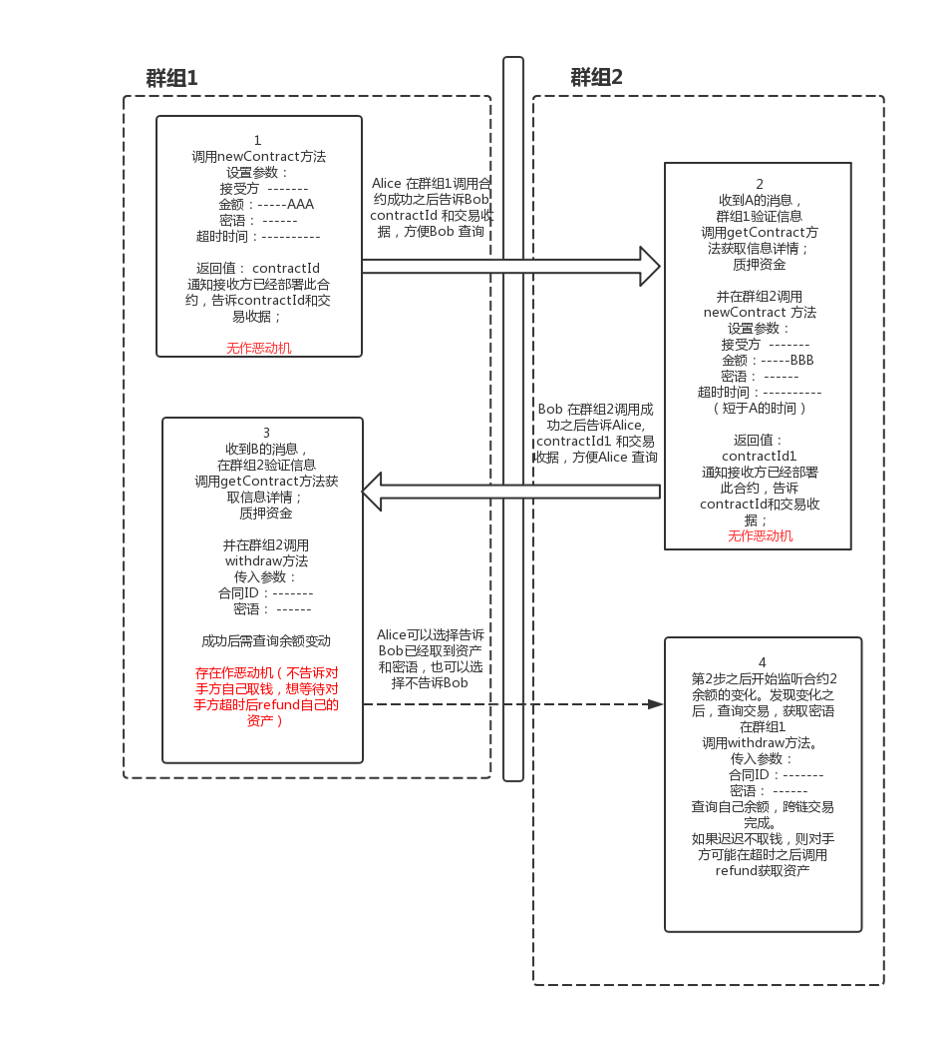 群组1
群组2
1
调用newContract方法
设置参数：
接受方 -------
金额：-----AAA
密语： ------
超时时间：----------
返回值： contractId
通知接收方已经部署此合
约，告诉contractId和交
易收据；
无作恶动机
Alice 在群组1调用合
约成功之后告诉Bob
contractId 和交易收
据，方便Bob 查询
2
收到A的消息，
群组1验证信息
调用getContract方
法获取信息详情；
质押资金
并在群组2调用
newContract 方法
设置参数：
接受方 -------
金额：-----BBB
密语： ------
超时时间：----------
（短于A的时间）
返回值：
contractId1
通知接收方已经部署
此合约，告诉
contractId和交易收
据；
无作恶动机
Bob 在群组2调用成
功之后告诉Alice,
contractId1 和交易
收据，方便Alice 查询
3
收到B的消息，
在群组2验证信息
调用getContract方法获
取信息详情；
质押资金
并在群组2调用
withdraw方法
传入参数：
合同ID：-------
密语： ------
成功后需查询余额变动
存在作恶动机（不告诉对
手方自己取钱，想等待对
手方超时后refund自己的
资产）
Alice可以选择告诉
Bob已经取到资产
和密语，也可以选
择不告诉Bob
4
第2步之后开始监听合约2
余额的变化。发现变化之
后，查询交易，获取密语
在群组1
调用withdraw方法。
传入参数：
合同ID：-------
密语： ------
查询自己余额，跨链交易
完成。
如果迟迟不取钱，则对手
方可能在超时之后调用
refund获取资产